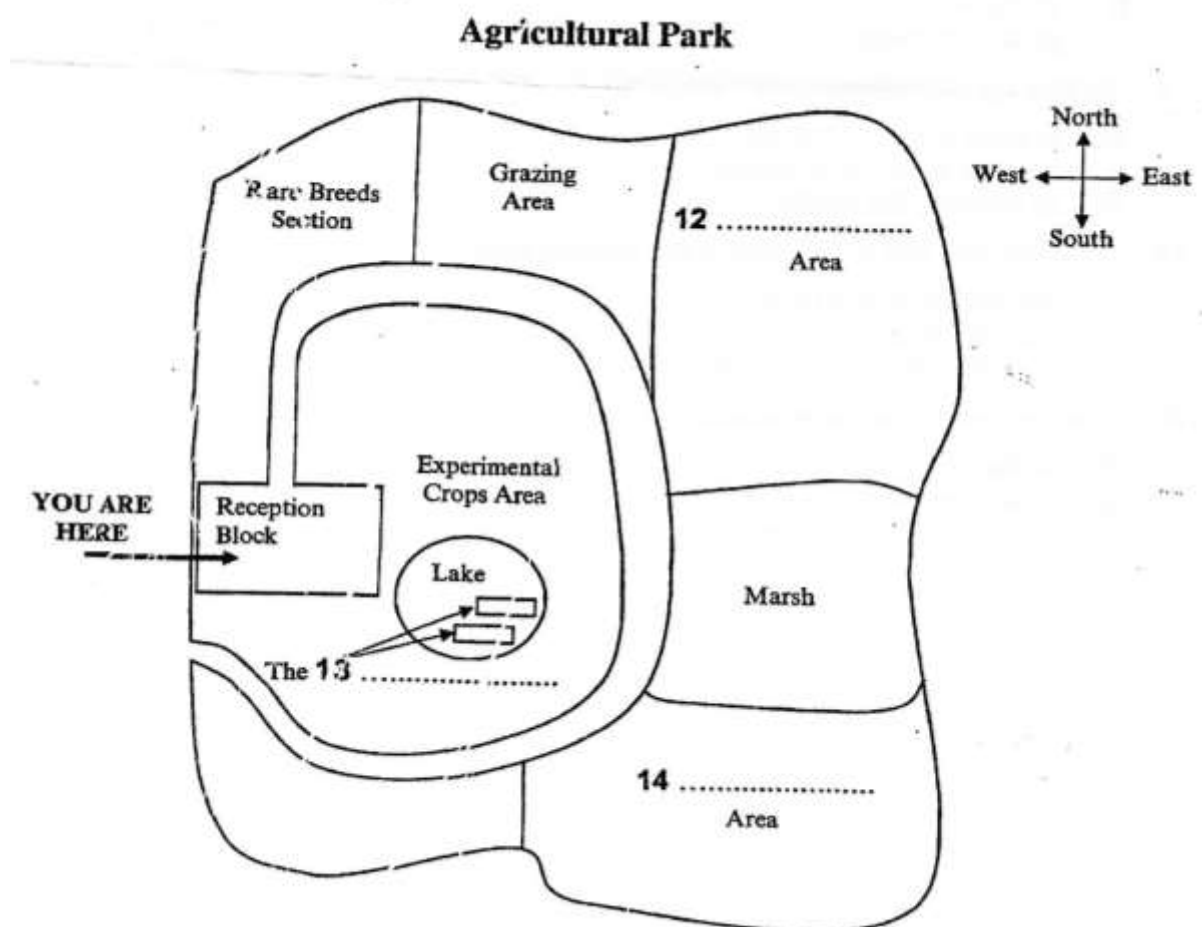 Agricultural Park
North
West
East
South
Rare Breeds
Section
Grazing
Area
12 ........................
Area
Experimental
Crops Area
YOU ARE
HERE
Reception
Block
Lake
Marsh
The 13 ........................
14 ........................
Area